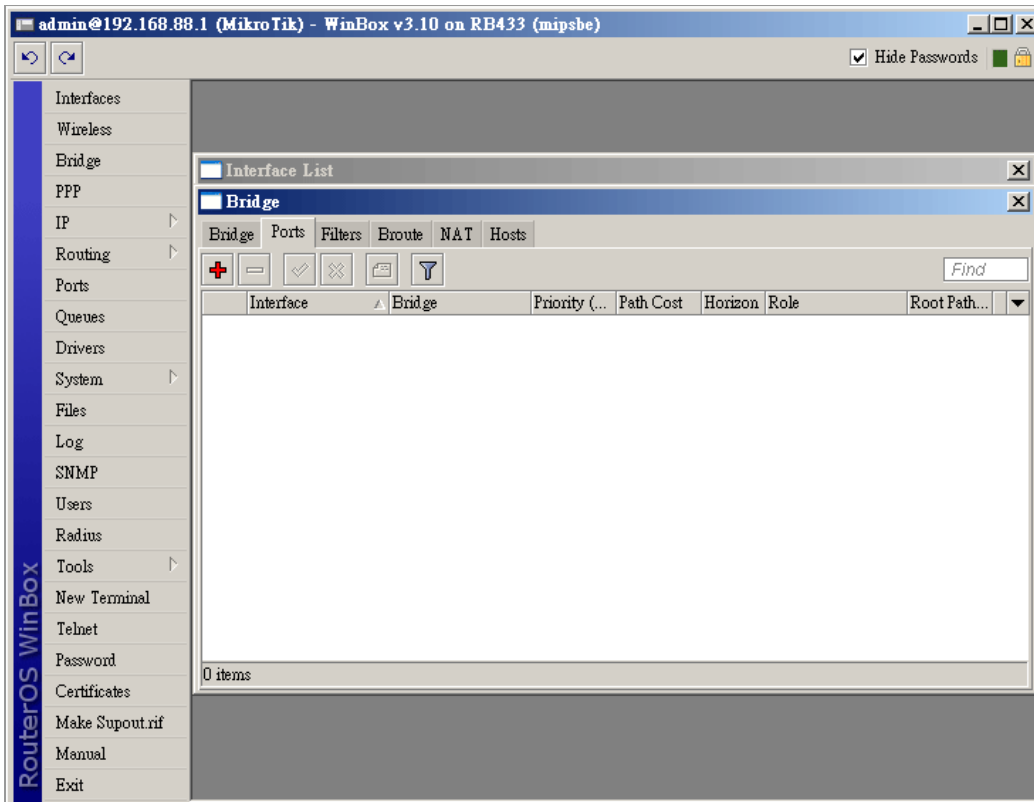 admin@192.168.88.1 (MikroTik) - WinBox v3.10 on RB433 (mipsbe)
Hide Passwords
RouterOS WinBox
Interfaces
Wireless
Bridge
PPP
IP
Routing
Ports
Queues
Drivers
System
Files
Log
SNMP
Users
Radius
Tools
New Terminal
Telnet
Password
Certificates
Make Supout.rif
Manual
Exit
Interface List
Bridge
Bridge Ports Filters Broute NAT Hosts
Find
Interface Bridge Priority (... Path Cost Horizon Role Root Path...
0 items